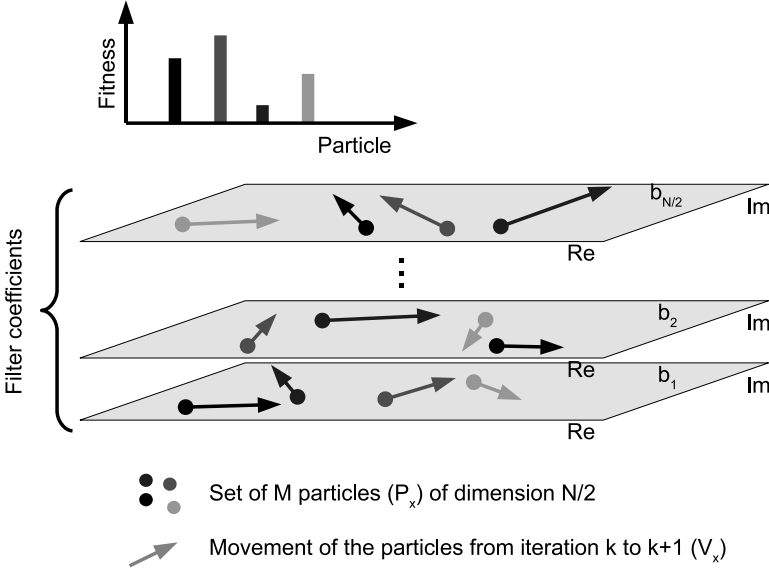 Fitness
Particle
Filter coefficients
b_{N/2}
Im
Re
b_2
Im
Re
b_1
Im
Re
Set of M particles (P_x) of dimension N/2
Movement of the particles from iteration k to k+1 (V_x)